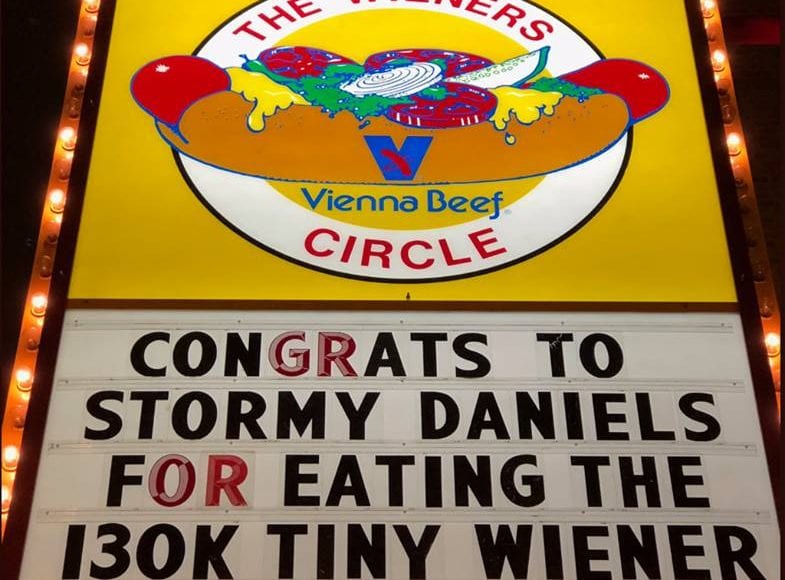 THE WIENERS
V
Vienna Beef®
CIRCLE
CONGRATS TO
STORMY DANIELS
FOR EATING THE
130K TINY WIENER